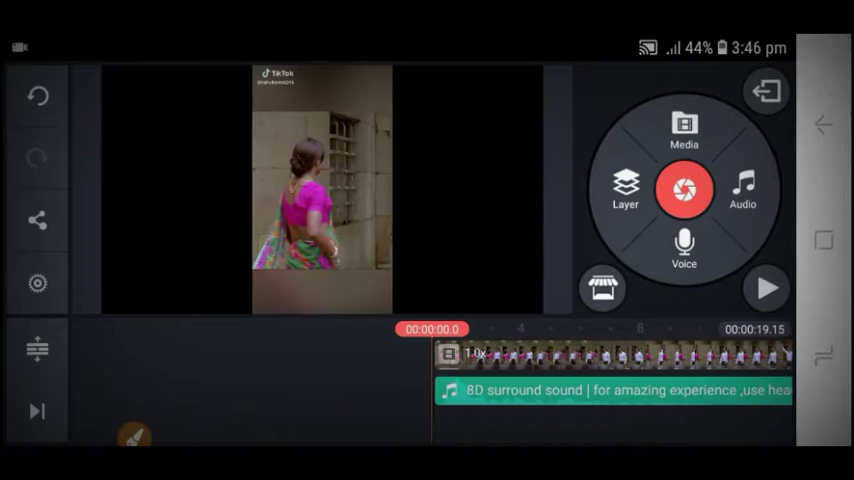 44% 3:46 pm
TikTok
Media
Layer
Audio
Voice
00:00:00.0
4
8
00:00:19.15
1.0x
8D surround sound | for amazing experience ,use hea